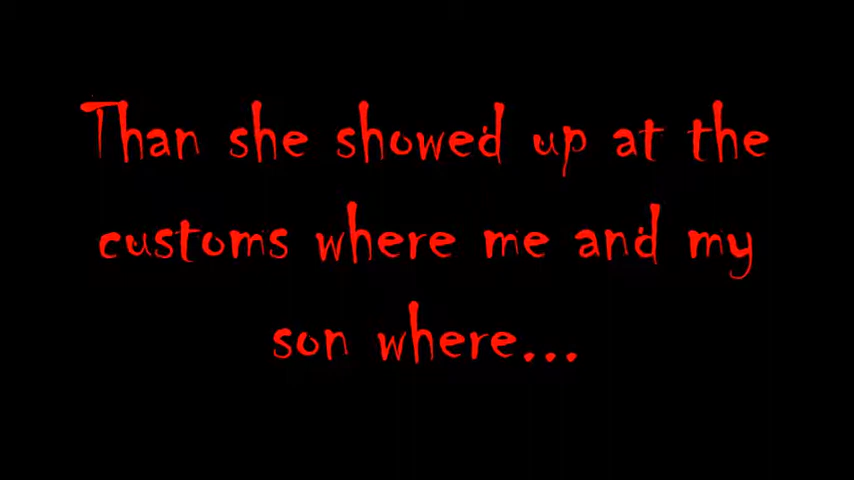 Than she showed up at the
customs where me and my
son where...